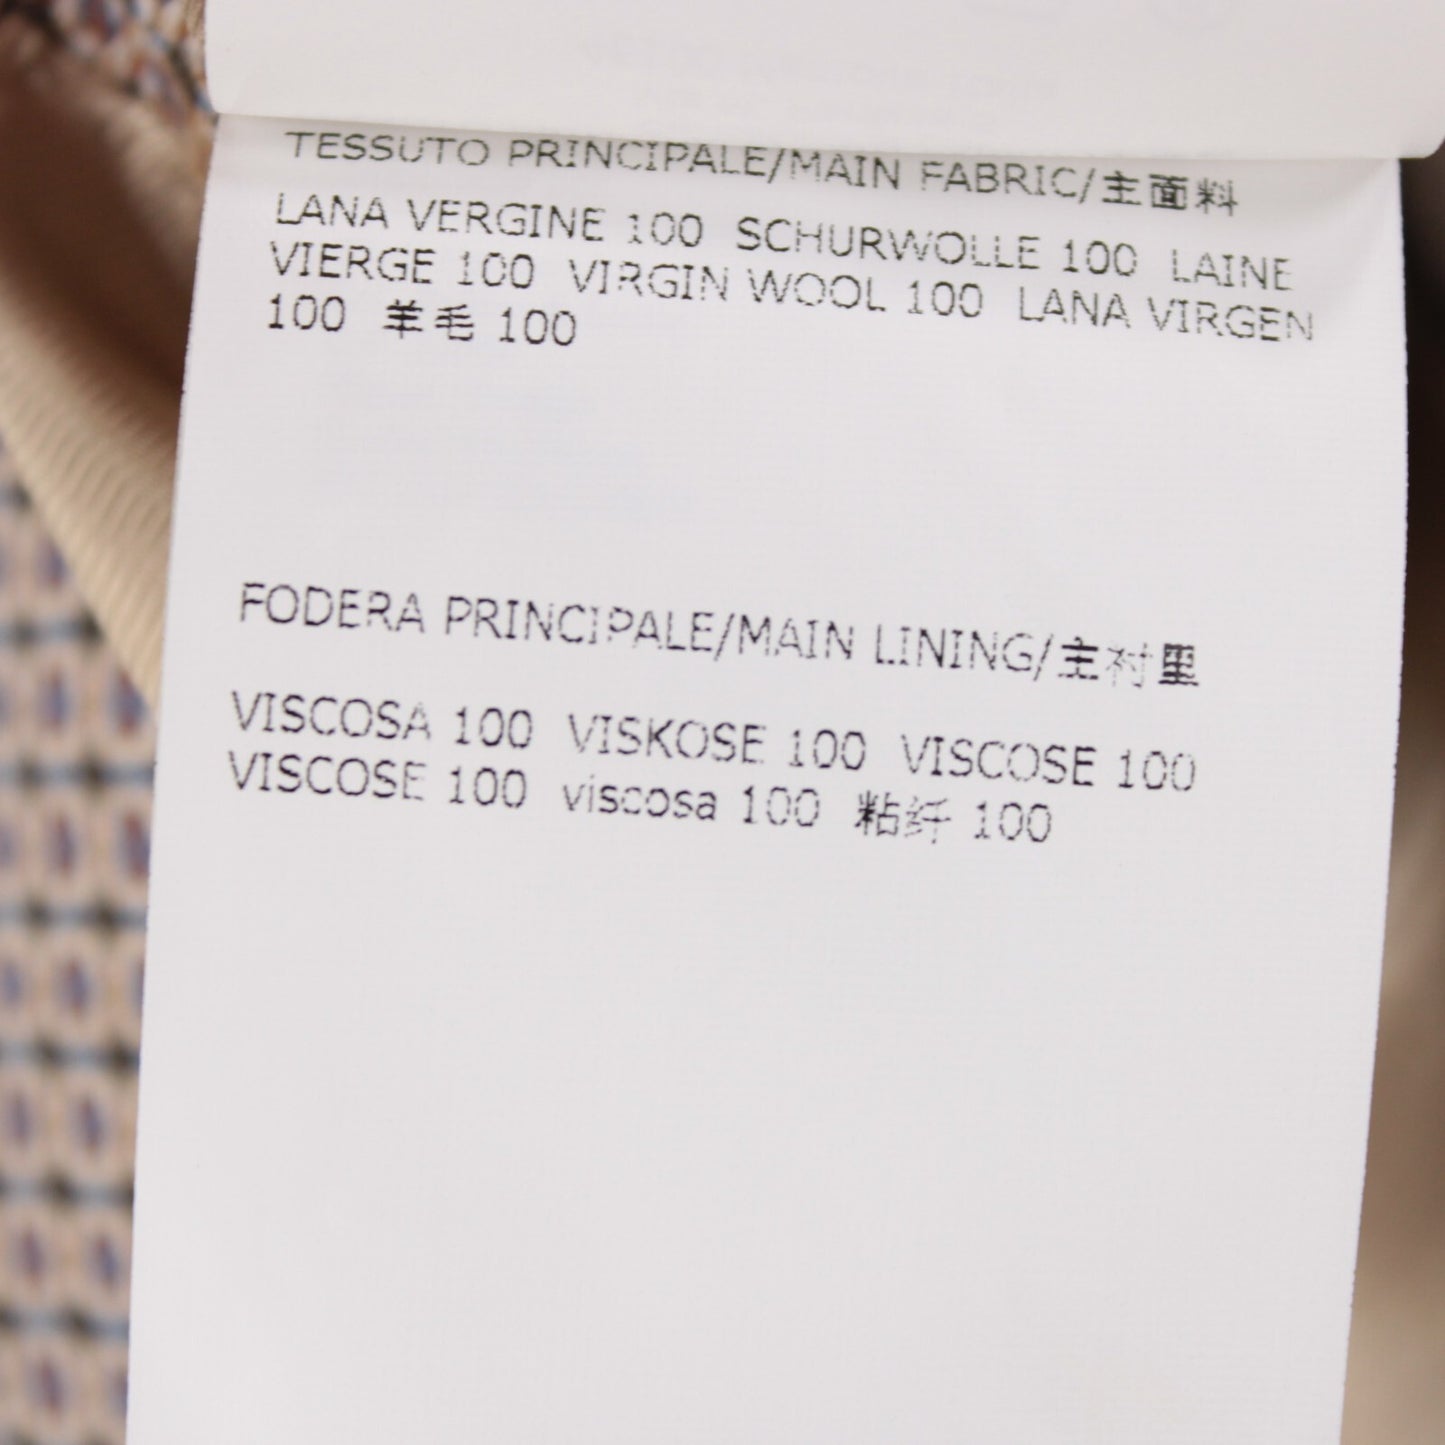 TESSUTO PRINCIPALE/MAIN FABRIC/主面料
LANA VERGINE 100 SCHURWOLLE 100 LAINE
VIERGE 100 VIRGIN WOOL 100 LANA VIRGEN
100 羊毛 100
FODERA PRINCIPALE/MAIN LINING/主衬里
VISCOSA 100 VISKOSE 100 VISCOSE 100
VISCOSE 100 viscosa 100 粘纤 100